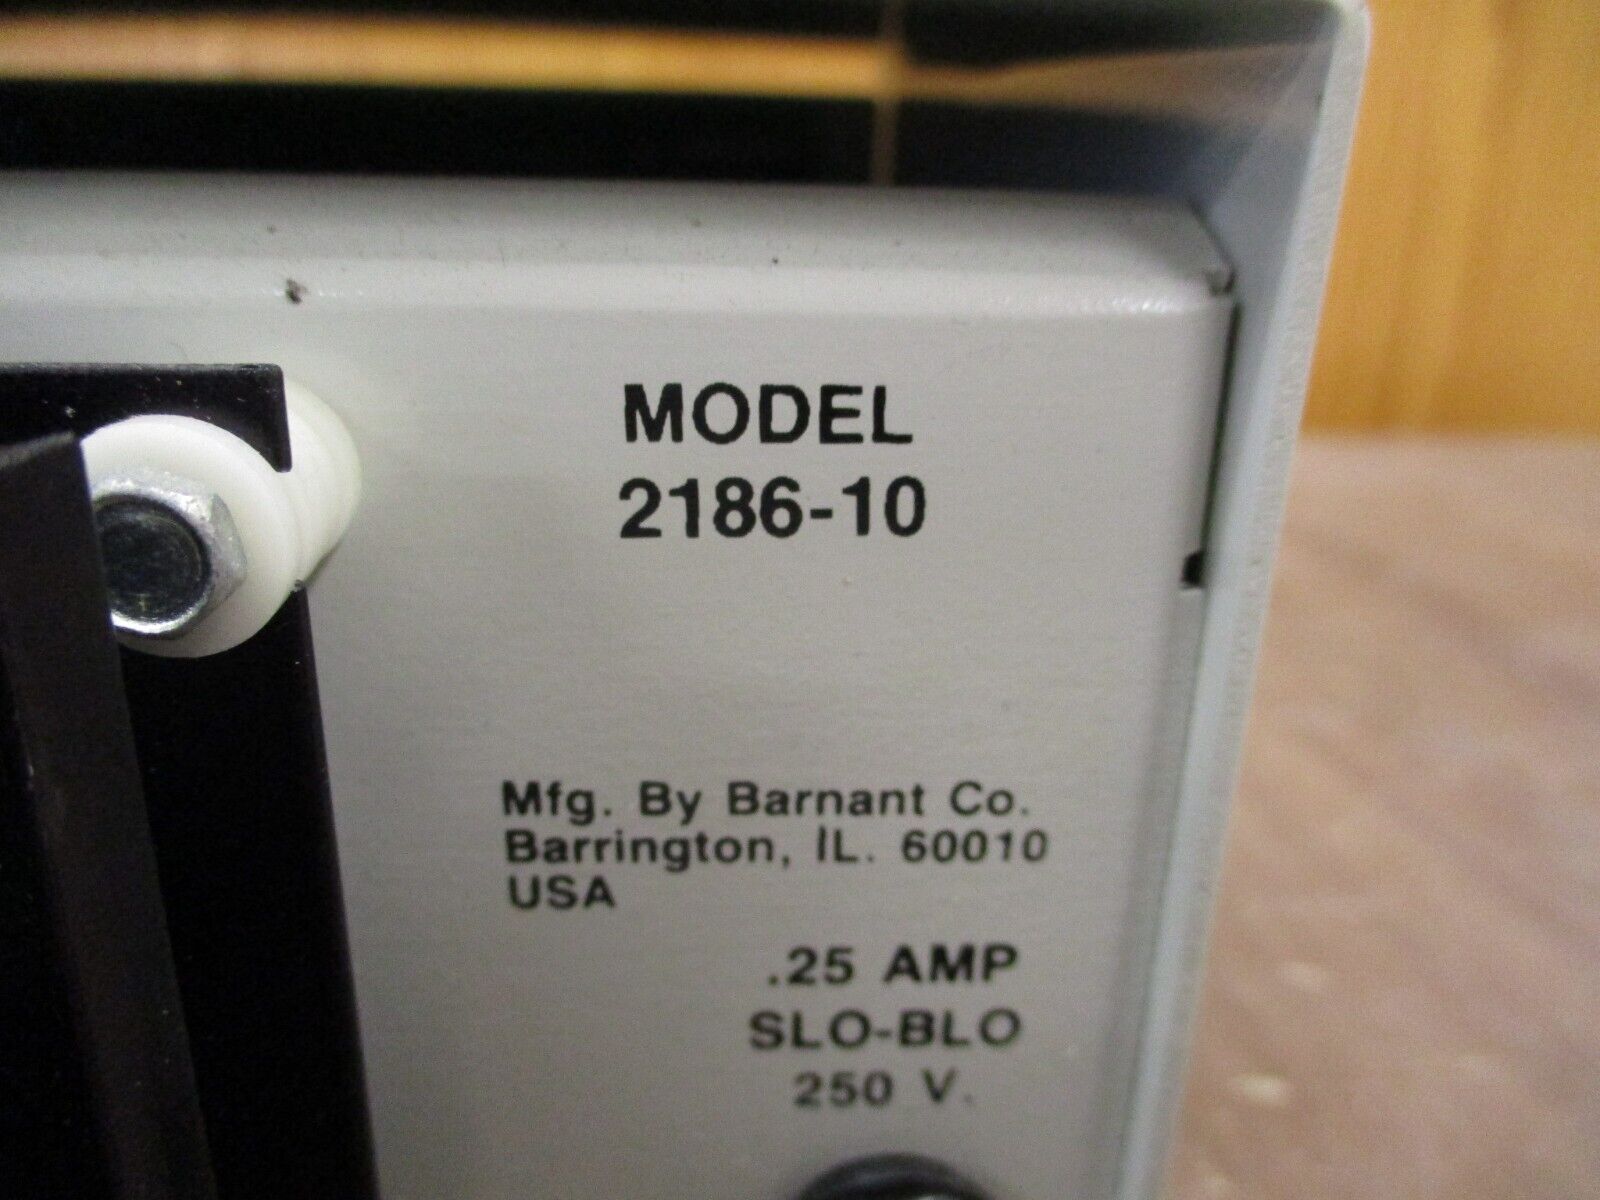 MODEL
2186-10
Mfg. By Barnant Co.
Barrington, IL. 60010
USA
.25 AMP
SLO-BLO
250 V.